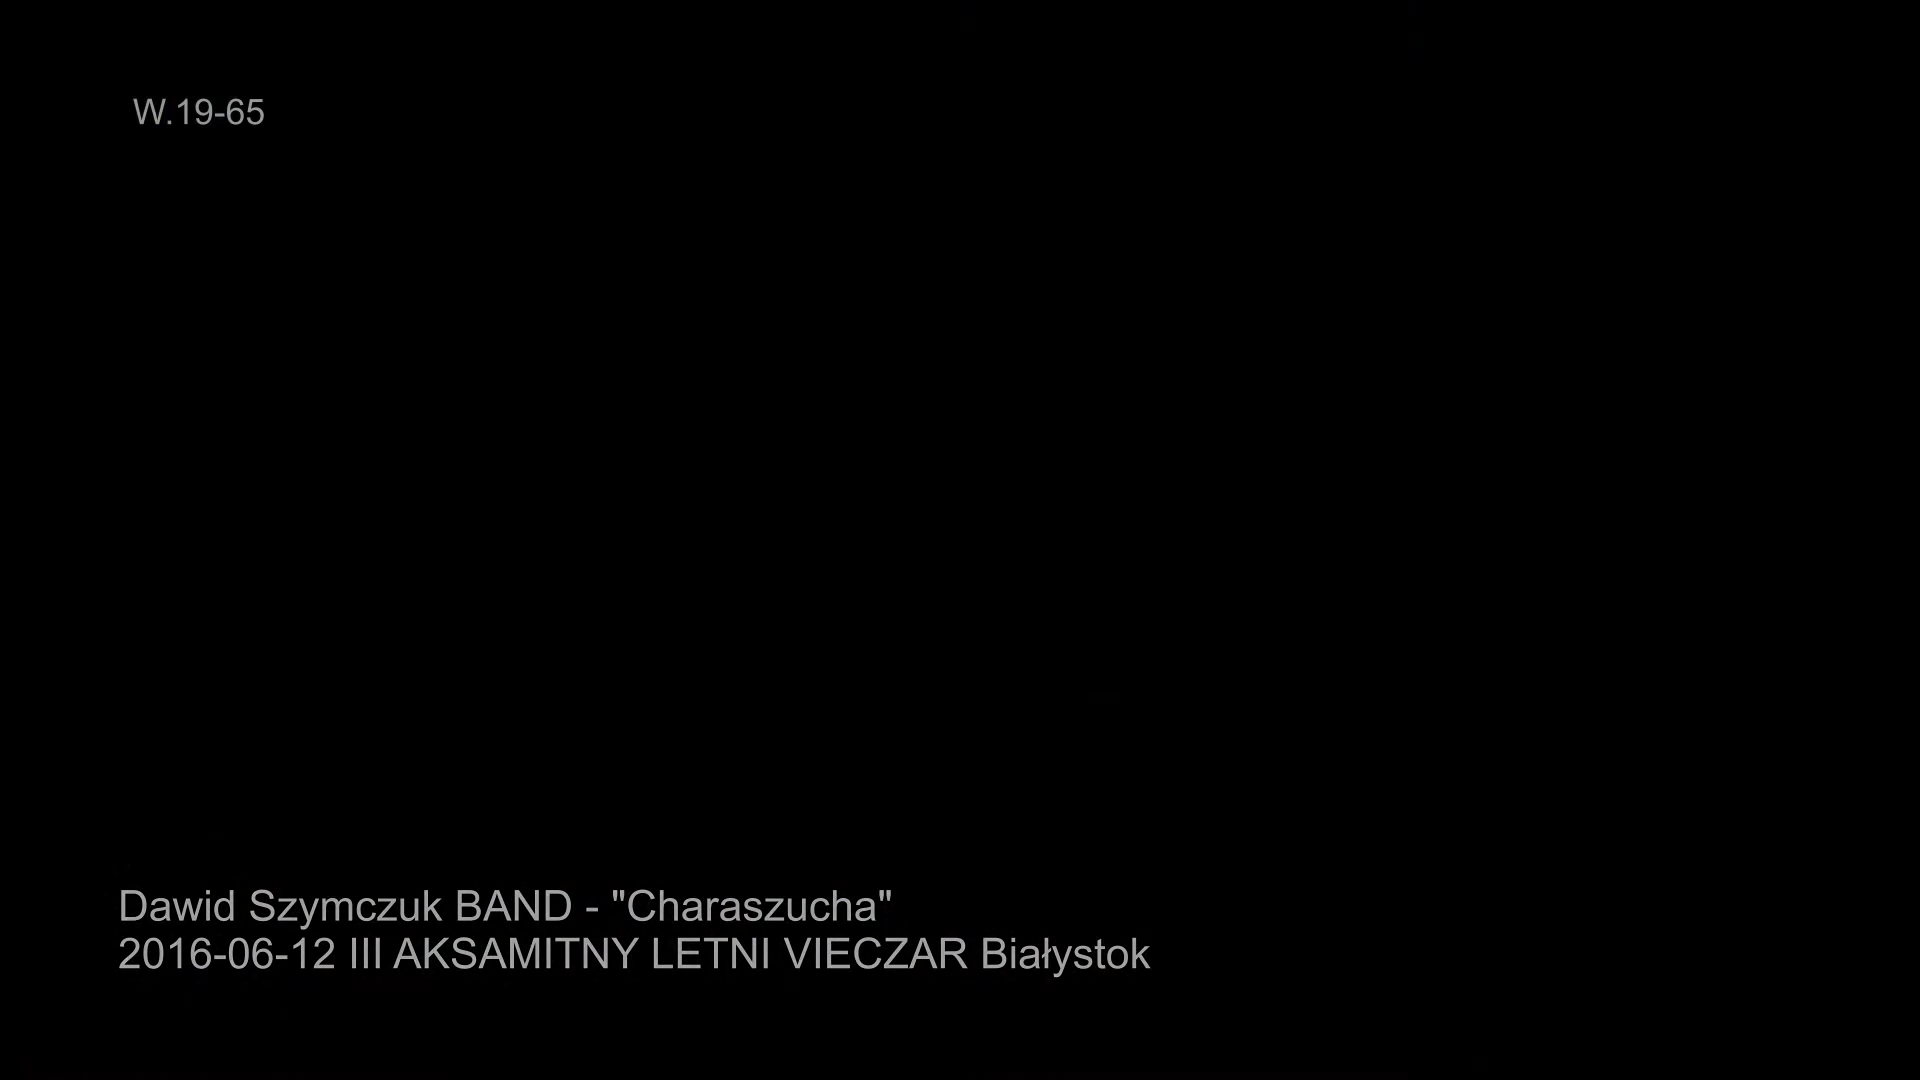 W.19-65
Dawid Szymczuk BAND - "Charaszucha"
2016-06-12 III AKSAMITNY LETNI VIECZAR Białystok